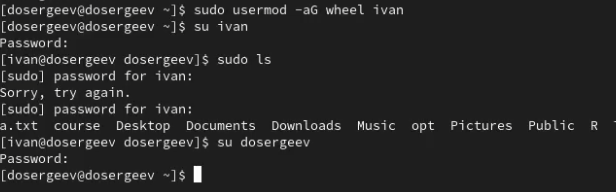 [dosergeev@dosergeev ~]$ sudo usermod -aG wheel ivan
[dosergeev@dosergeev ~]$ su ivan
Password:
[ivan@dosergeev dosergeev]$ sudo ls
[sudo] password for ivan:
Sorry, try again.
[sudo] password for ivan:
a.txt  course  Desktop  Documents  Downloads  Music  opt  Pictures  Public  R
[ivan@dosergeev dosergeev]$ su dosergeev
Password:
[dosergeev@dosergeev ~]$